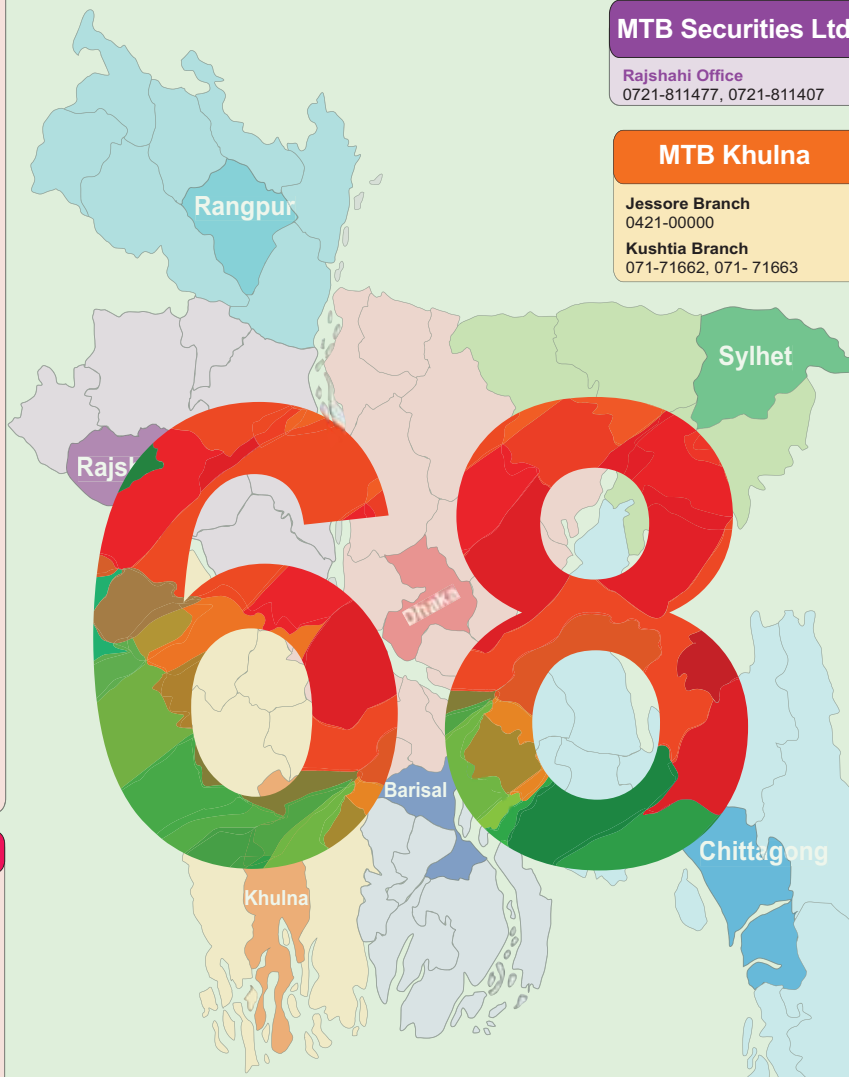 MTB Securities Ltd
Rajshahi Office
0721-811477, 0721-811407
MTB Khulna
Jessore Branch
0421-00000
Kushtia Branch
071-71662, 071- 71663
Rangpur
Sylhet
Rajsh
68
Dhaka
Barisal
Chittagong
Khulna